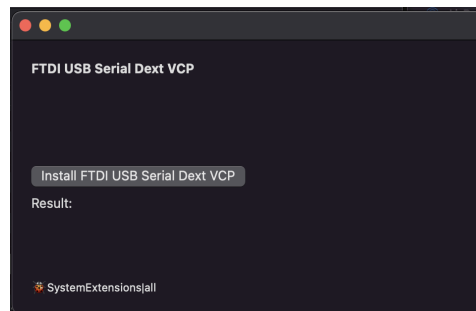 FTDI USB Serial Dext VCP
Install FTDI USB Serial Dext VCP
Result:
SystemExtensions|all